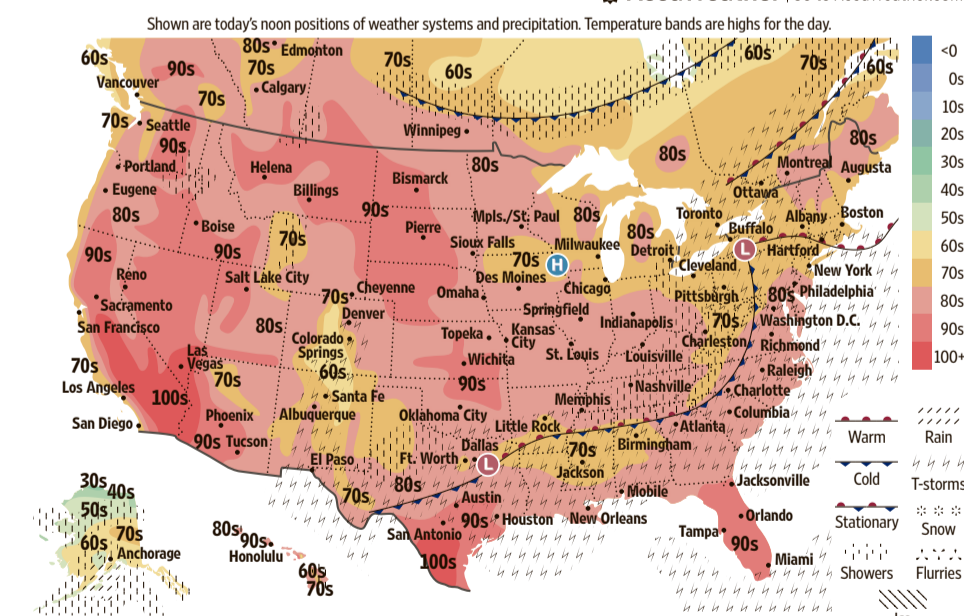 Shown are today's noon positions of weather systems and precipitation. Temperature bands are highs for the day.
60s
80s
Edmonton
70s
60s
60s
70s
60s
<0
90s
70s
Calgary
Vancouver
70s
0s
10s
70s
Seattle
Winnipeg
20s
90s
80s
80s
80s
30s
Portland
Helena
Montreal
Augusta
Eugene
Billings
Bismarck
Ottawa
40s
80s
Boise
90s
Pierre
Mpls./St. Paul
80s
80s
Toronto
Albany
Boston
50s
Buffalo
90s
90s
70s
Sioux Falls
Milwaukee
Detroit
L
Hartford
60s
Reno
Salt Lake City
70s
H
Cleveland
New York
70s
70s
Cheyenne
Omaha
Des Moines
Chicago
Pittsburgh
80s
Philadelphia
Sacramento
Denver
Springfield
Indianapolis
80s
San Francisco
80s
Colorado
Springs
Topeka
Kansas
City
St. Louis
Louisville
70s
Charleston
Washington D.C.
Richmond
90s
Las
Vegas
Wichita
100+
70s
70s
60s
90s
Nashville
Raleigh
Los Angeles
100s
Santa Fe
Memphis
Charlotte
San Diego
Phoenix
Albuquerque
Oklahoma City
Little Rock
Atlanta
Columbia
90s
Tucson
El Paso
Dallas
Ft. Worth
L
70s
Jackson
Birmingham
Warm
Rain
30s
40s
70s
80s
Mobile
Jacksonville
Cold
T-storms
50s
Austin
90s
Houston
New Orleans
Orlando
Stationary
Snow
60s
70s
Anchorage
80s
90s
Honolulu
San Antonio
Tampa
90s
60s
70s
100s
Miami
Showers
Flurries